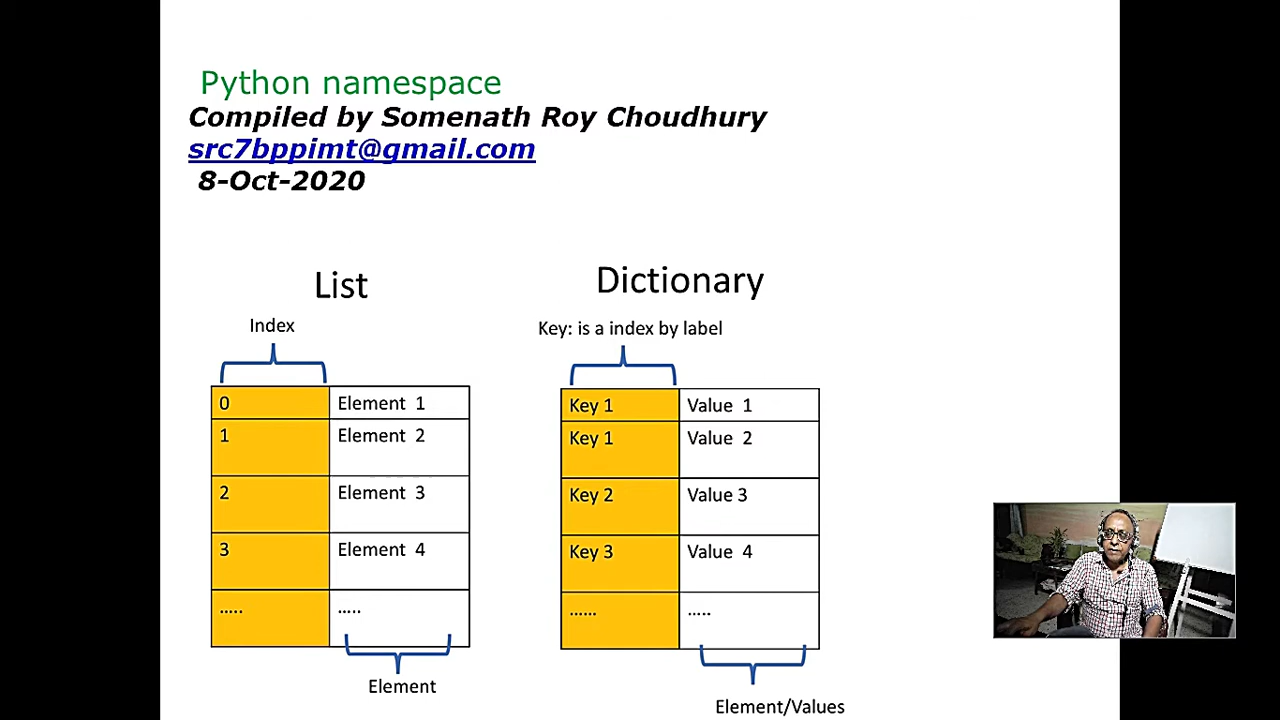 Python namespace
Compiled by Somenath Roy Choudhury
src7bppimt@gmail.com
8-Oct-2020
List
Index
0 Element 1
1 Element 2
2 Element 3
3 Element 4
..... .....
Element
Dictionary
Key: is a index by label
Key 1 Value 1
Key 1 Value 2
Key 2 Value 3
Key 3 Value 4
...... .....
Element/Values